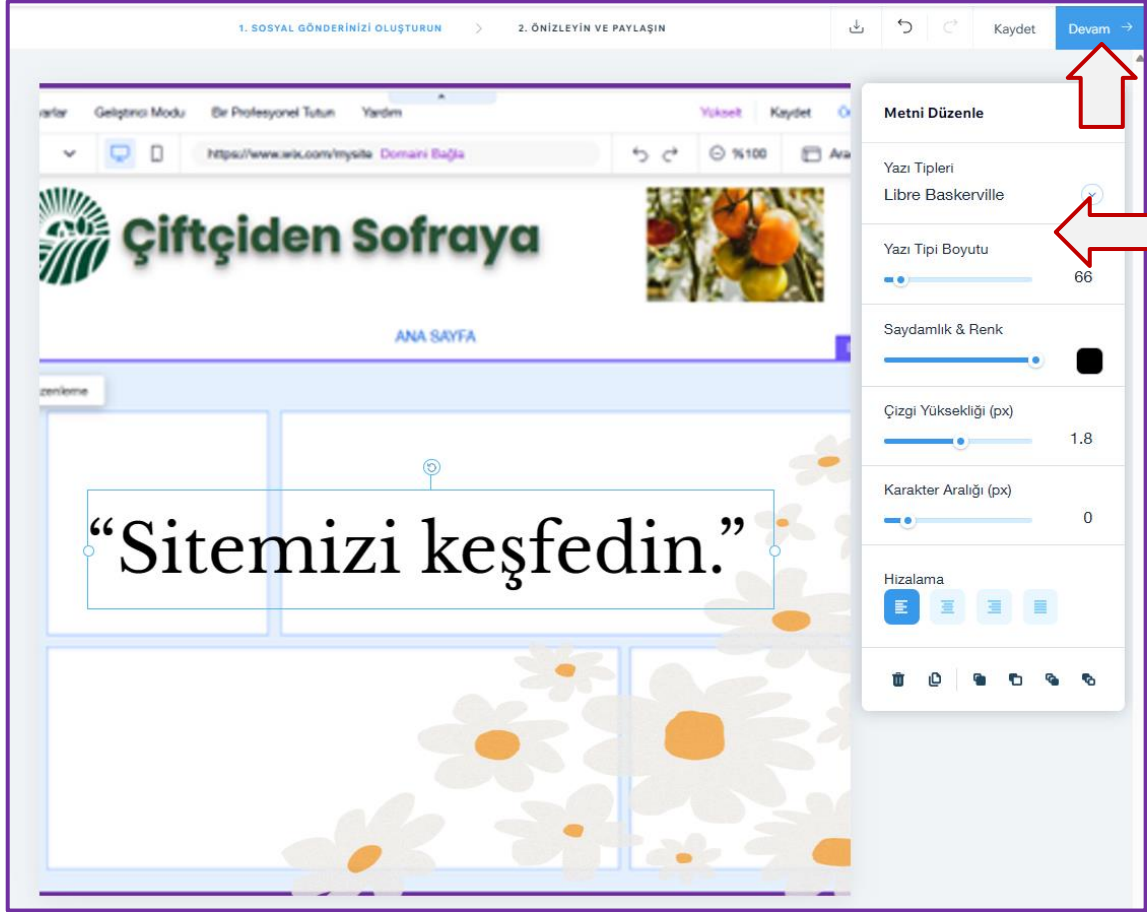 1. SOSYAL GÖNDERİNİZİ OLUŞTURUN > 2. ÖNİZLEYİN VE PAYLAŞIN Kaydet Devam →
Geliştirici Modu Bir Profesyonel Tutun Yardım Yükselt Kaydet
https://www.wix.com/mysite Domaini Bağla %100
Çiftçiden Sofraya
ANA SAYFA
“Sitemizi keşfedin.”
Metni Düzenle
Yazı Tipleri
Libre Baskerville
Yazı Tipi Boyutu
66
Saydamlık & Renk
Çizgi Yüksekliği (px)
1.8
Karakter Aralığı (px)
0
Hizalama